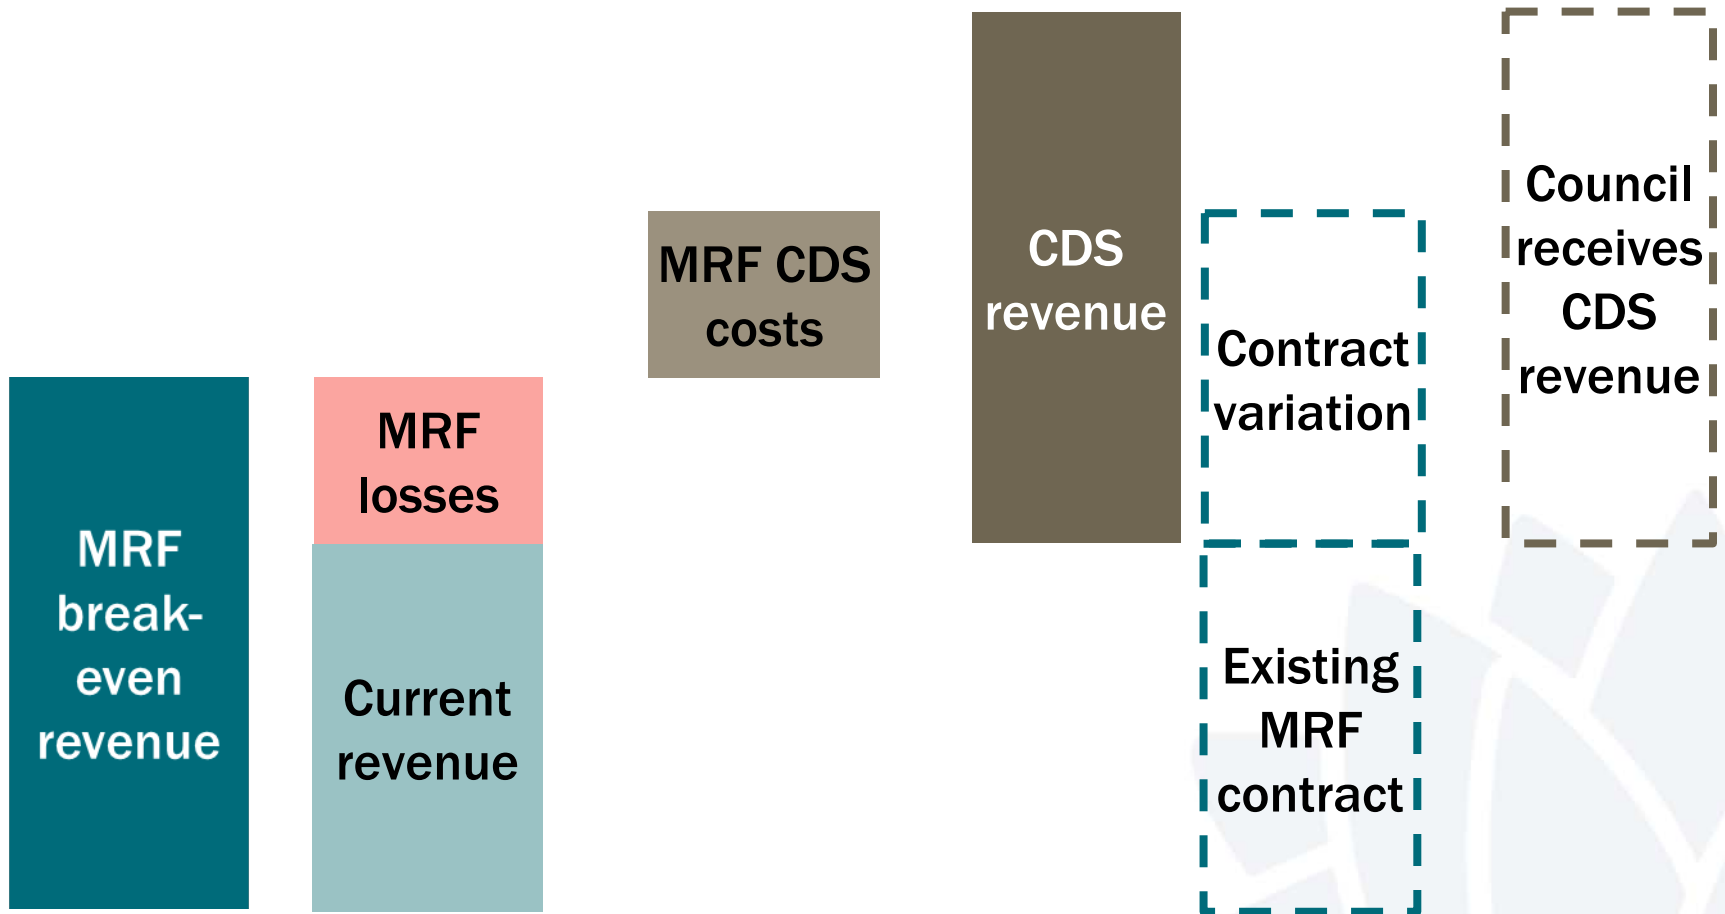 MRF
break-
even
revenue
MRF
losses
Current
revenue
MRF CDS
costs
CDS
revenue
Contract
variation
Existing
MRF
contract
Council
receives
CDS
revenue